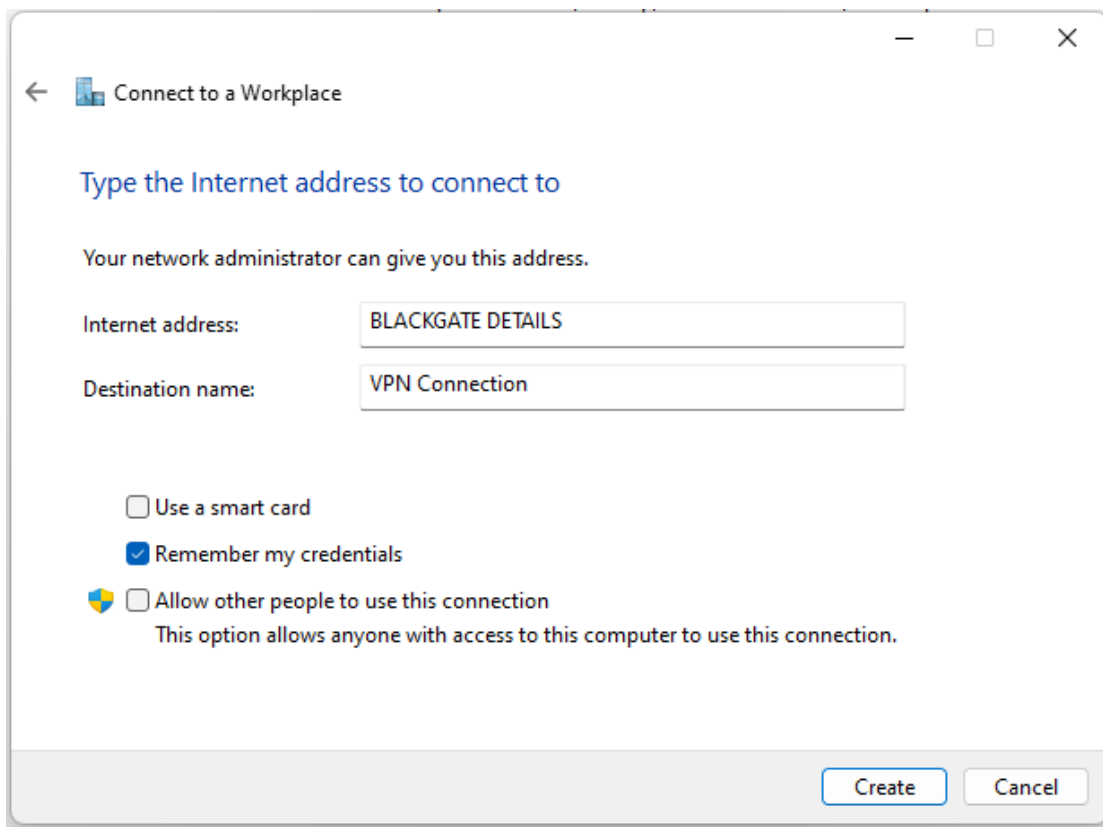 Connect to a Workplace
Type the Internet address to connect to
Your network administrator can give you this address.
Internet address: BLACKGATE DETAILS
Destination name: VPN Connection
Use a smart card
Remember my credentials
Allow other people to use this connection
This option allows anyone with access to this computer to use this connection.
Create Cancel